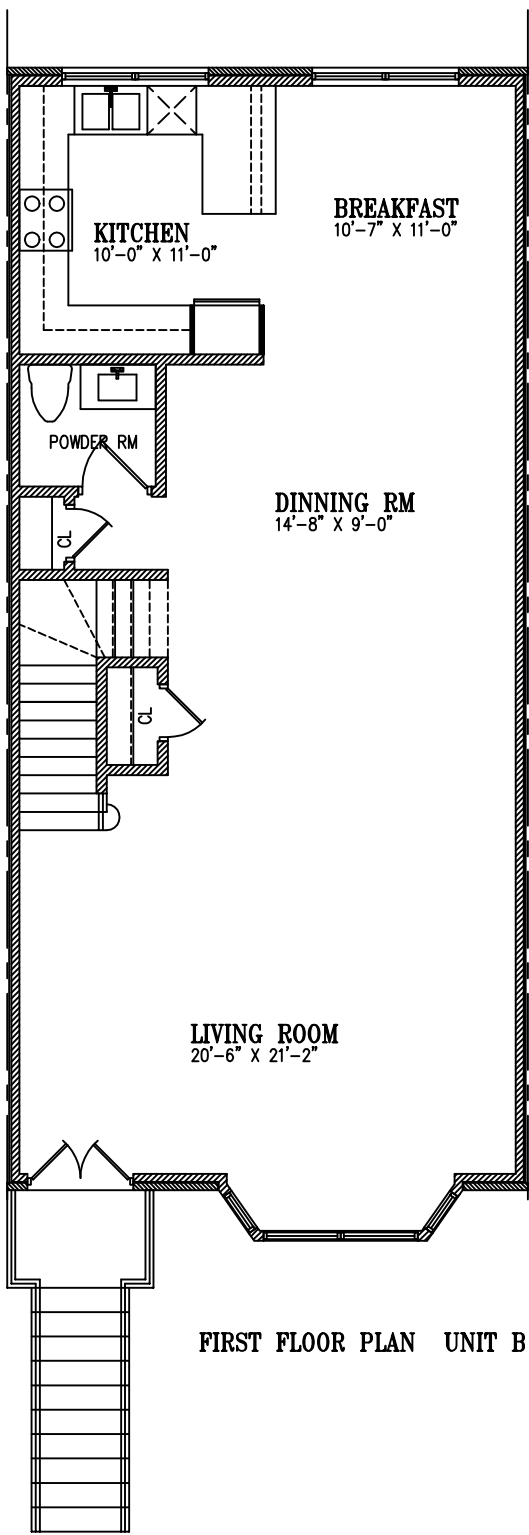 KITCHEN
10'-0" X 11'-0"
BREAKFAST
10'-7" X 11'-0"
POWDER RM
DINNING RM
14'-8" X 9'-0"
CL
CL
LIVING ROOM
20'-6" X 21'-2"
FIRST FLOOR PLAN UNIT B